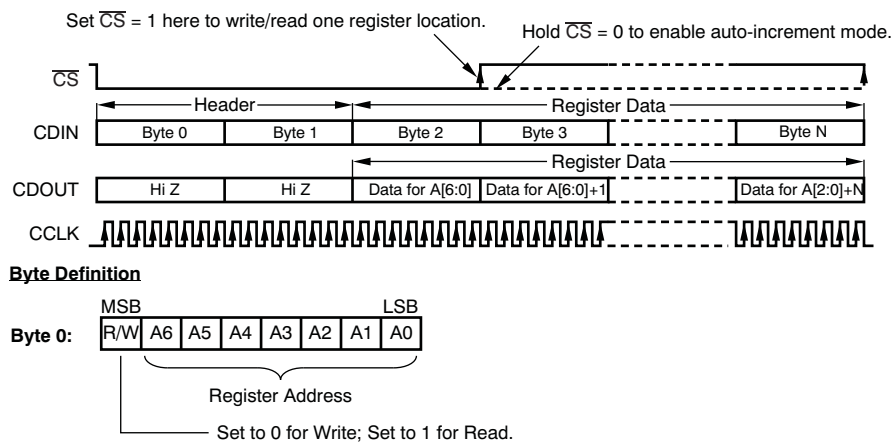 Set CS = 1 here to write/read one register location.
Hold CS = 0 to enable auto-increment mode.
CS
Header
Register Data
CDIN
Byte 0
Byte 1
Byte 2
Byte 3
Byte N
Register Data
CDOUT
Hi Z
Hi Z
Data for A[6:0]
Data for A[6:0]+1
Data for A[2:0]+N
CCLK
Byte Definition
MSB
LSB
Byte 0:
R/W
A6
A5
A4
A3
A2
A1
A0
Register Address
Set to 0 for Write; Set to 1 for Read.